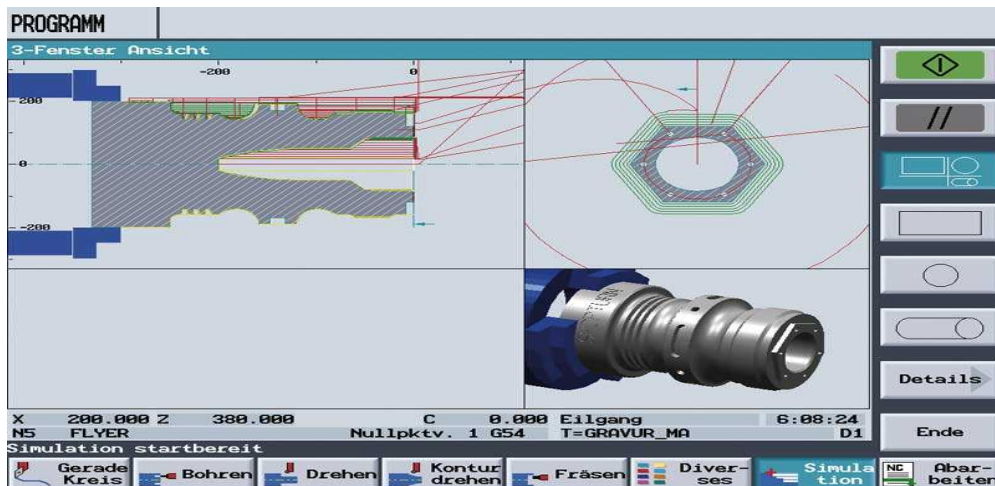 PROGRAMM
3-Fenster Ansicht
-200 0
200
0
-200
Details
X 200.000 Z 380.000 C 0.000 Eilgang 6:08:24
N5 FLYER Nullpktv. 1 G54 T=GRAVUR_MA D1
Ende
Simulation startbereit
Gerade Kreis
Bohren
Drehen
Kontur drehen
Fräsen
Diver-
ses
Simula
tion
NC
Abar-
beiten